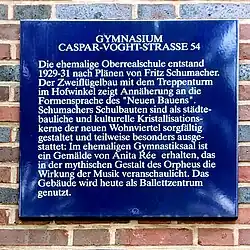 GYMNASIUM
CASPAR-VOGHT-STRASSE 54
Die ehemalige Oberrealschule entstand
1929-31 nach Plänen von Fritz Schumacher.
Der Zweiflügelbau mit dem Treppenturm
im Hofwinkel zeigt Annäherung an die
Formensprache des "Neuen Bauens".
Schumachers Schulbauten sind als städte-
bauliche und kulturelle Kristallisations-
kerne der neuen Wohnviertel sorgfältig
gestaltet und teilweise besonders ausge-
stattet: Im ehemaligen Gymnastiksaal ist
ein Gemälde von Anita Rée erhalten, das
in der mythischen Gestalt des Orpheus die
Wirkung der Musik veranschaulicht. Das
Gebäude wird heute als Ballettzentrum
genutzt.